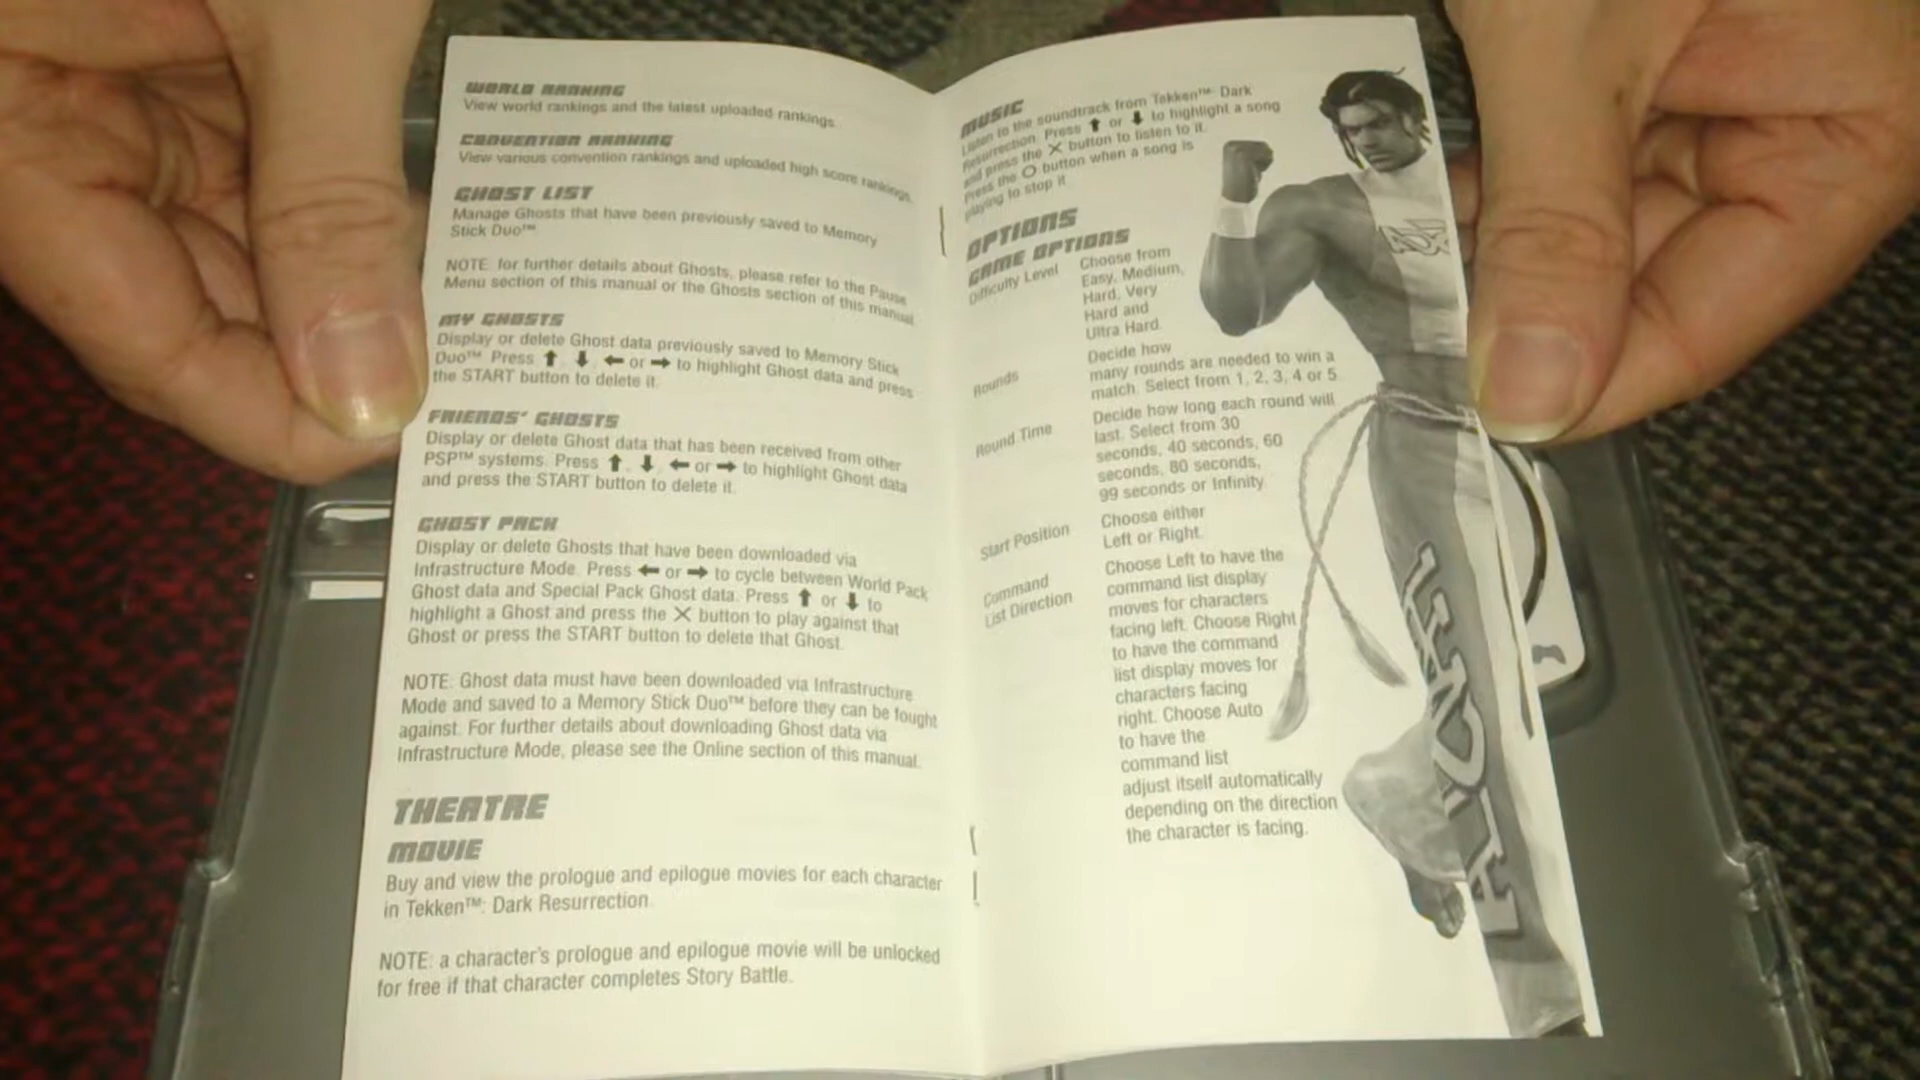 WORLD RANKING
View world rankings and the latest uploaded rankings.
CONVENTION RANKING
View various convention rankings and uploaded high score rankings.
GHOST LIST
Manage Ghosts that have been previously saved to Memory
Stick Duo™
NOTE: for further details about Ghosts, please refer to the Pause
Menu section of this manual or the Ghosts section of this manual.
MY GHOSTS
Display or delete Ghost data previously saved to Memory Stick
Duo™ Press ⬆, ⬇, ⬅ or ➡ to highlight Ghost data and press
the START button to delete it.
FRIENDS' GHOSTS
Display or delete Ghost data that has been received from other
PSP™ systems. Press ⬆, ⬇, ⬅ or ➡ to highlight Ghost data
and press the START button to delete it.
GHOST PACK
Display or delete Ghosts that have been downloaded via
Infrastructure Mode. Press ⬅ or ➡ to cycle between World Pack
Ghost data and Special Pack Ghost data. Press ⬆ or ⬇ to
highlight a Ghost and press the ✕ button to play against that
Ghost or press the START button to delete that Ghost.
NOTE: Ghost data must have been downloaded via Infrastructure
Mode and saved to a Memory Stick Duo™ before they can be fought
against. For further details about downloading Ghost data via
Infrastructure Mode, please see the Online section of this manual.
THEATRE
MOVIE
Buy and view the prologue and epilogue movies for each character
in Tekken™: Dark Resurrection.
NOTE: a character's prologue and epilogue movie will be unlocked
for free if that character completes Story Battle.
MUSIC
Listen to the soundtrack from Tekken™: Dark
Resurrection. Press ⬆ or ⬇ to highlight a song
and press the ✕ button to listen to it.
Press the ○ button when a song is
playing to stop it.
OPTIONS
GAME OPTIONS
Difficulty Level Choose from
Easy, Medium,
Hard, Very
Hard and
Ultra Hard.
Rounds Decide how
many rounds are needed to win a
match. Select from 1, 2, 3, 4 or 5.
Round Time Decide how long each round will
last. Select from 30
seconds, 40 seconds, 60
seconds, 80 seconds,
99 seconds or Infinity.
Start Position Choose either
Left or Right.
Command
List Direction Choose Left to have the
command list display
moves for characters
facing left. Choose Right
to have the command
list display moves for
characters facing
right. Choose Auto
to have the
command list
adjust itself automatically
depending on the direction
the character is facing.